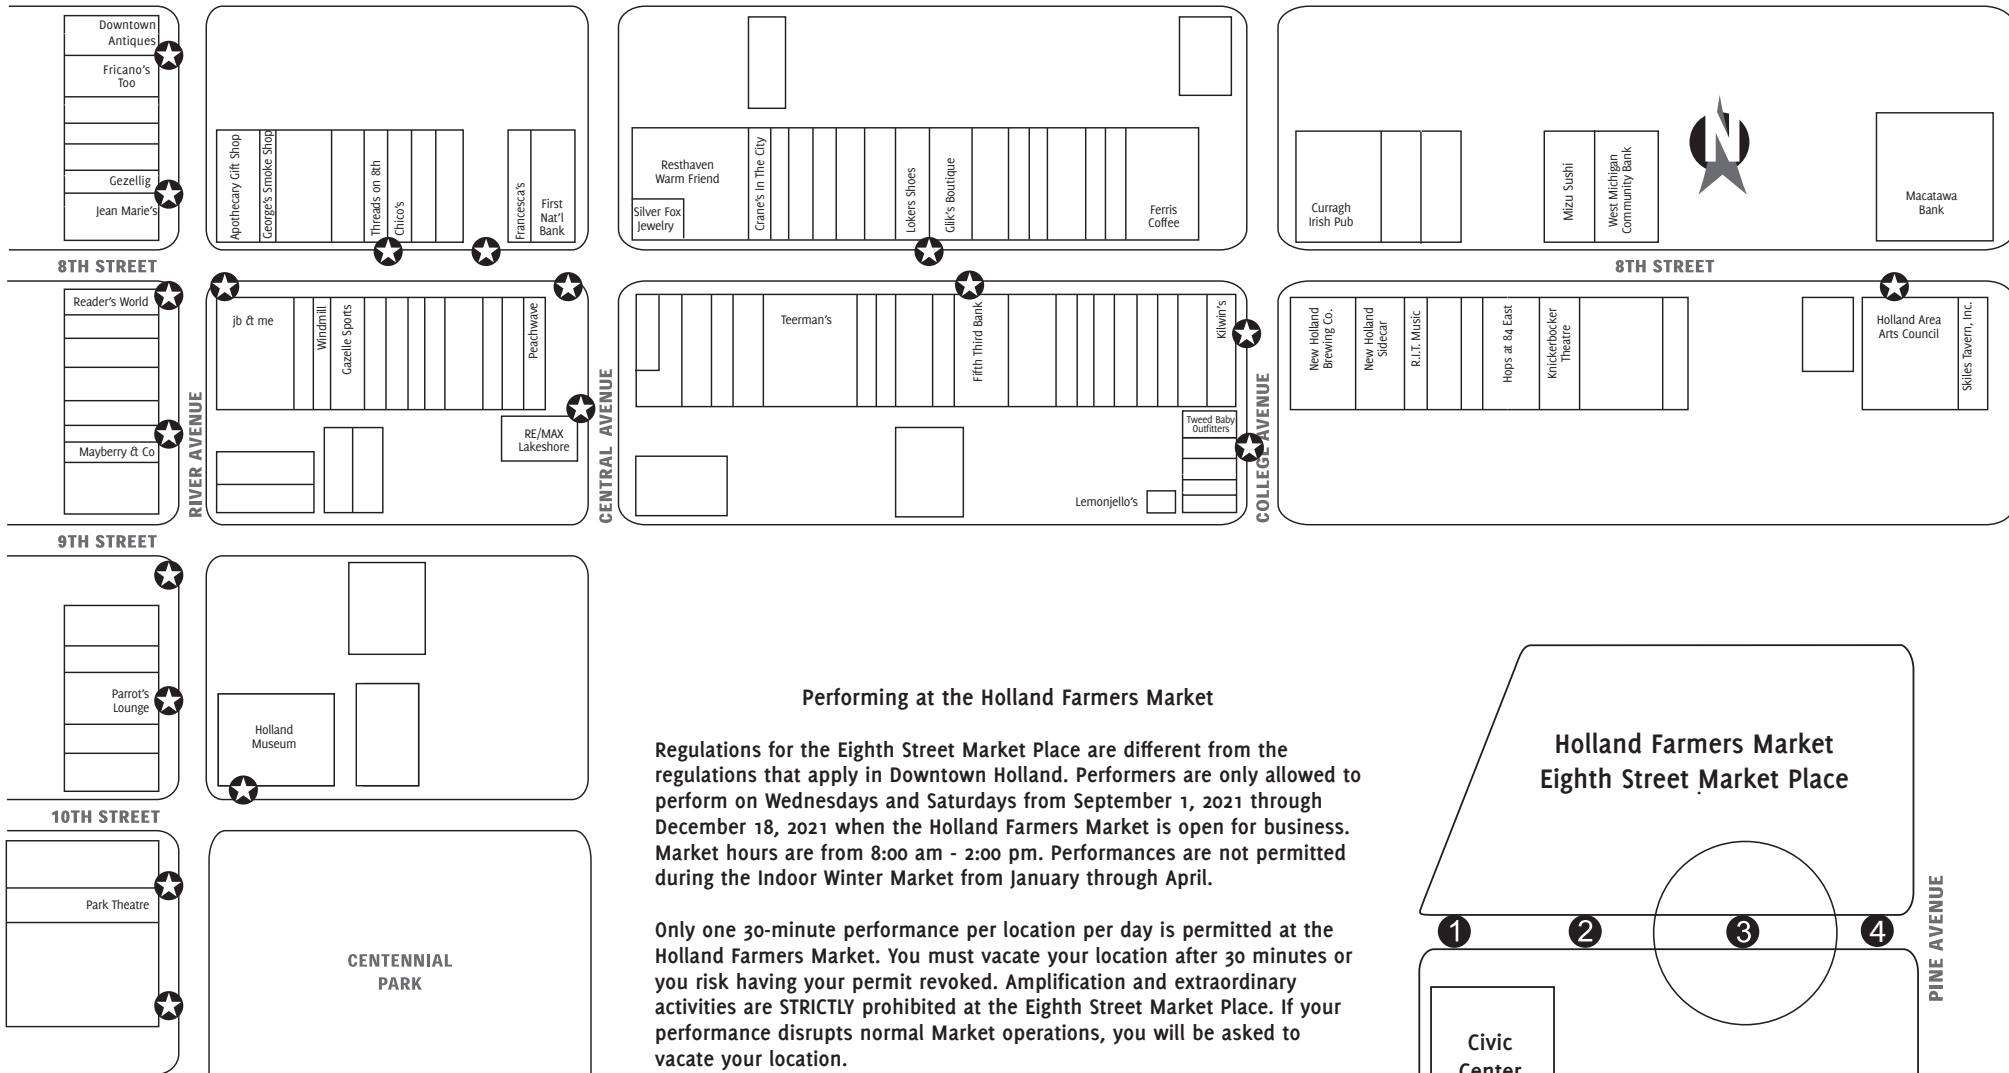 Downtown
Antiques
Fricano's
Too
Gezellig
Jean Marie's
8TH STREET
Reader's World
Mayberry & Co
9TH STREET
Parrot's
Lounge
10TH STREET
Park Theatre
RIVER AVENUE
Apothecary Gift Shop
George's Smoke Shop
Threads on 8th
Chico's
Francesca's
First
Nat'l
Bank
jb & me
Windmill
Gazelle Sports
Peachwave
RE/MAX
Lakeshore
Holland
Museum
CENTENNIAL
PARK
CENTRAL AVENUE
Resthaven
Warm Friend
Silver Fox
Jewelry
Crane's In The City
Lokers Shoes
Glik's Boutique
Ferris
Coffee
Teerman's
Fifth Third Bank
Kilwin's
Tweed Baby
Outfitters
Lemonjello's
COLLEGE AVENUE
Curragh
Irish Pub
Mizu Sushi
West Michigan
Community Bank
N
Macatawa
Bank
8TH STREET
New Holland
Brewing Co.
New Holland
Sidecar
R.I.T. Music
Hops at 84 East
Knickerbocker
Theatre
Holland Area
Arts Council
Skiles Tavern, Inc.
Performing at the Holland Farmers Market
Regulations for the Eighth Street Market Place are different from the
regulations that apply in Downtown Holland. Performers are only allowed to
perform on Wednesdays and Saturdays from September 1, 2021 through
December 18, 2021 when the Holland Farmers Market is open for business.
Market hours are from 8:00 am - 2:00 pm. Performances are not permitted
during the Indoor Winter Market from January through April.
Only one 30-minute performance per location per day is permitted at the
Holland Farmers Market. You must vacate your location after 30 minutes or
you risk having your permit revoked. Amplification and extraordinary
activities are STRICTLY prohibited at the Eighth Street Market Place. If your
performance disrupts normal Market operations, you will be asked to
vacate your location.
Holland Farmers Market
Eighth Street Market Place
1 2 3 4
PINE AVENUE
Civic
Center